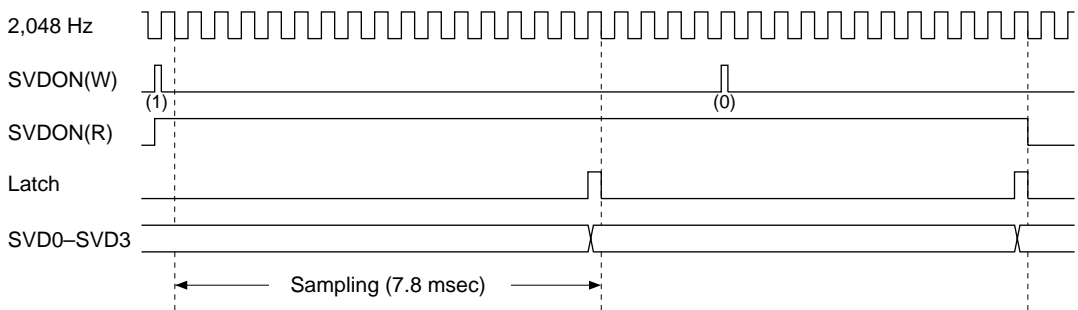 2,048 Hz
SVDON(W)
(1)
(0)
SVDON(R)
Latch
SVD0–SVD3
Sampling (7.8 msec)